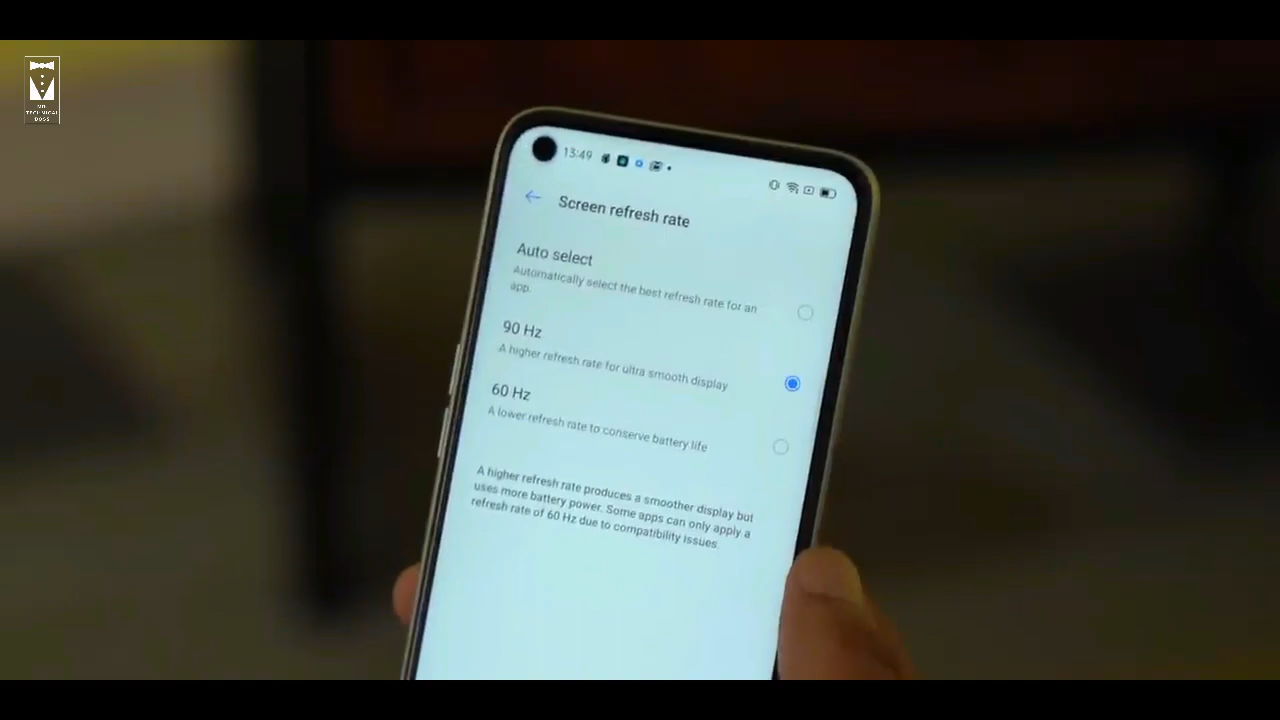 MR.
TECHNICAL
BOSS
13:49
Screen refresh rate
Auto select
Automatically select the best refresh rate for an
app.
90 Hz
A higher refresh rate for ultra smooth display
60 Hz
A lower refresh rate to conserve battery life
A higher refresh rate produces a smoother display but
uses more battery power. Some apps can only apply a
refresh rate of 60 Hz due to compatibility issues.